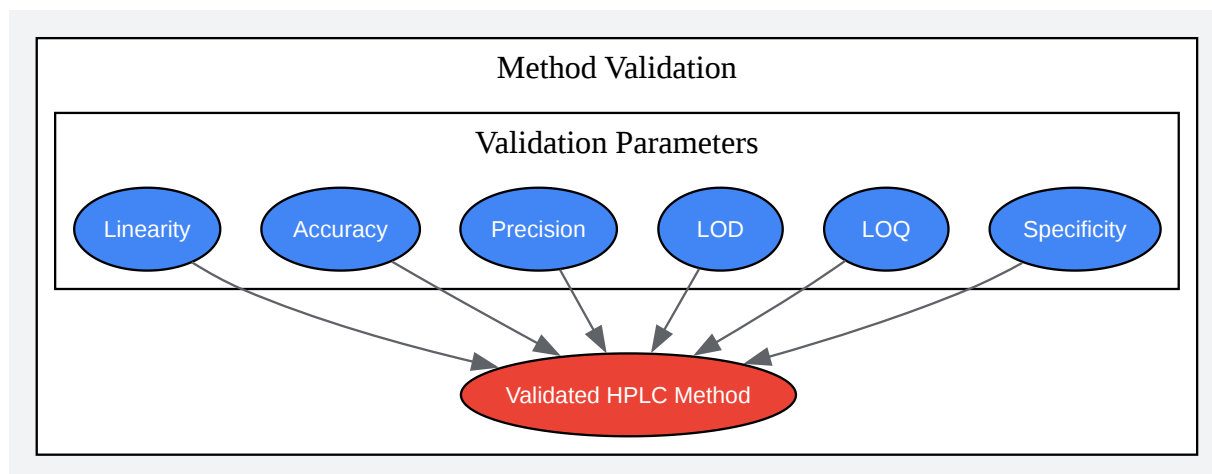 Method Validation
Validation Parameters
Linearity
Accuracy
Precision
LOD
LOQ
Specificity
Validated HPLC Method